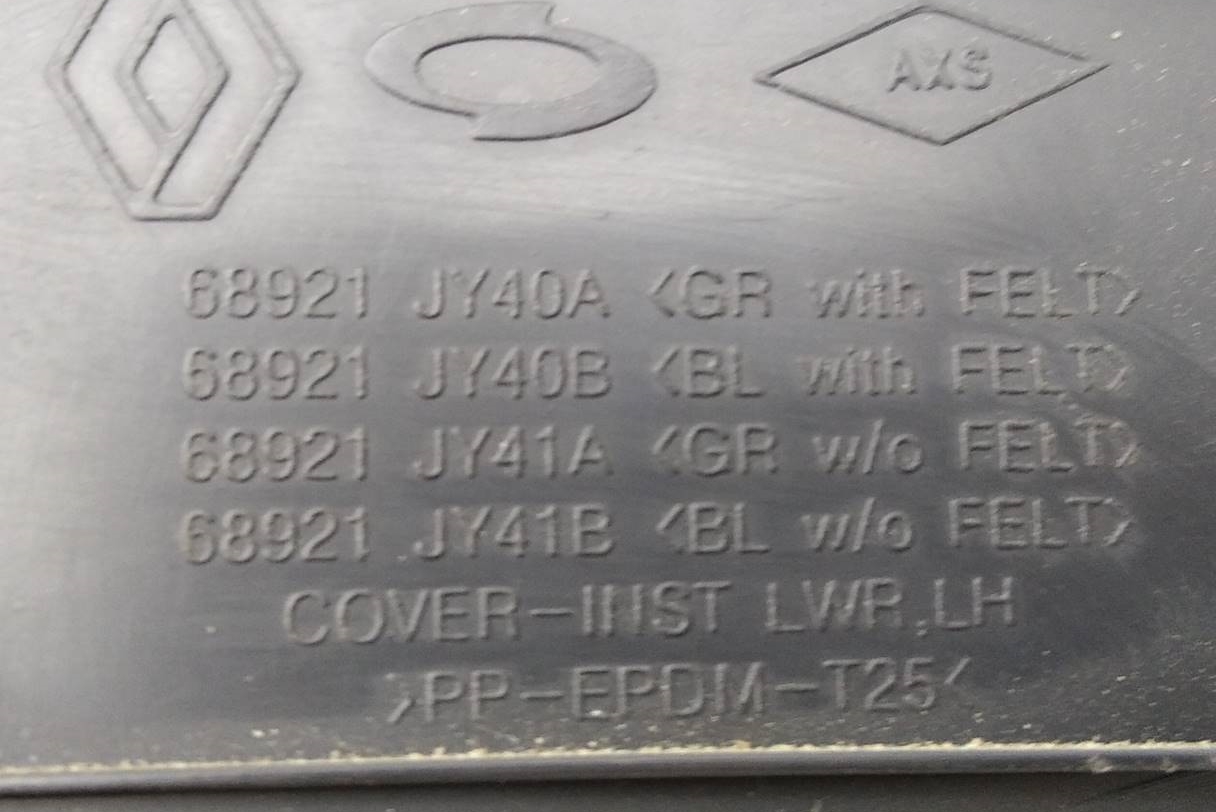 AXS
68921 JY40A <GR with FELT>
68921 JY40B <BL with FELT>
68921 JY41A <GR w/o FELT>
68921 JY41B <BL w/o FELT>
COVER-INST LWR,LH
>PP-EPDM-T25<